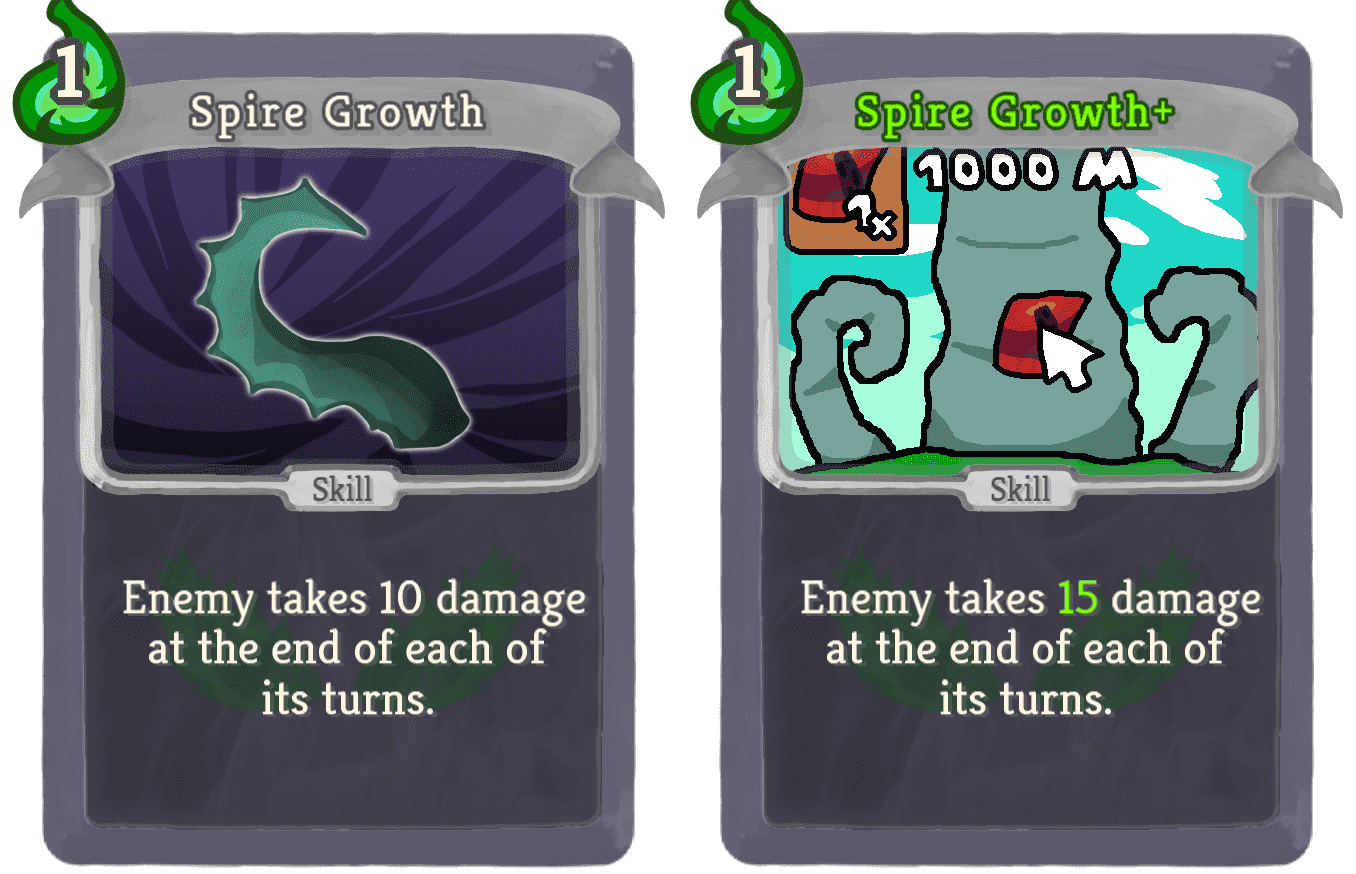 1
Spire Growth
Skill
Enemy takes 10 damage
at the end of each of
its turns.
1
Spire Growth+
1000 M
1x
Skill
Enemy takes 15 damage
at the end of each of
its turns.